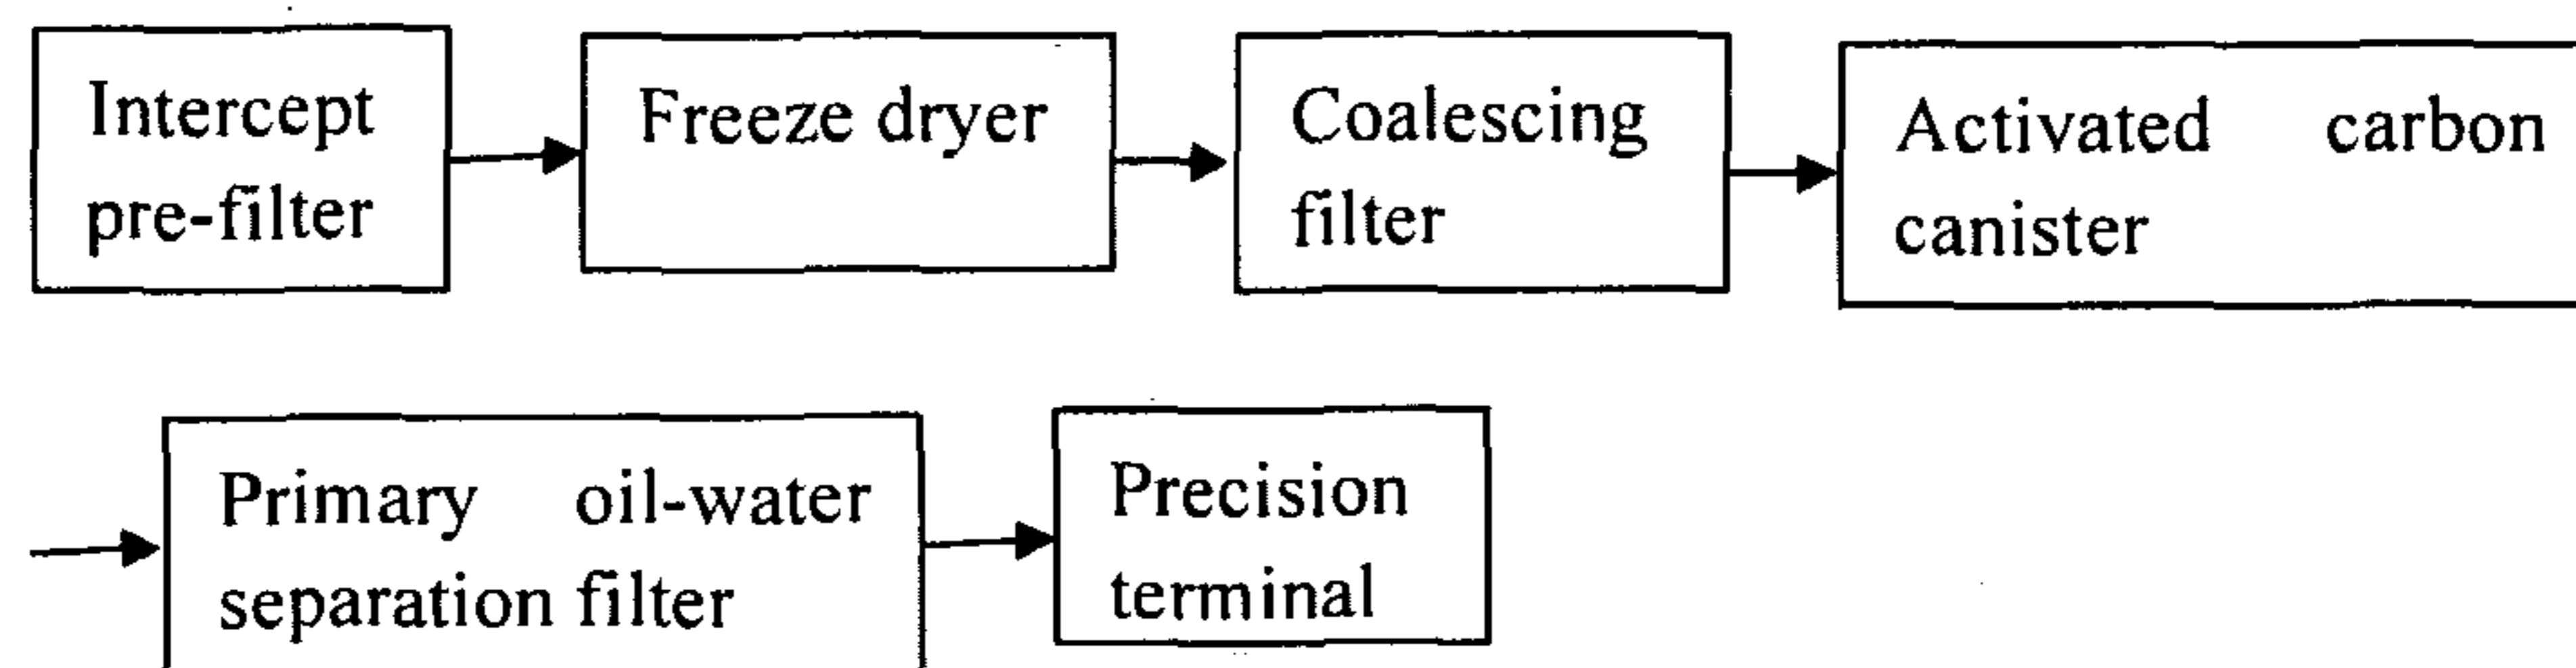 Intercept
pre-filter
Freeze dryer
Coalescing
filter
Activated carbon
canister
Primary oil-water
separation filter
Precision
terminal